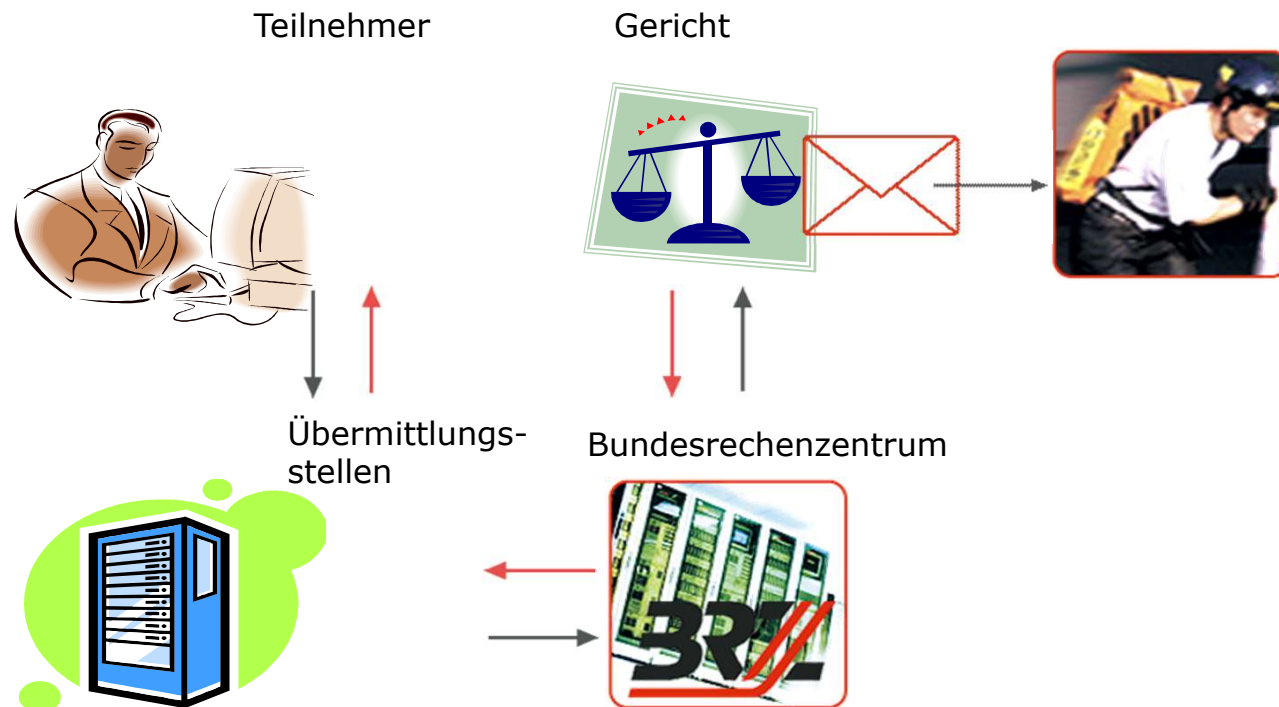 Teilnehmer
Gericht
Übermittlungs-
stellen
Bundesrechenzentrum
BRZ